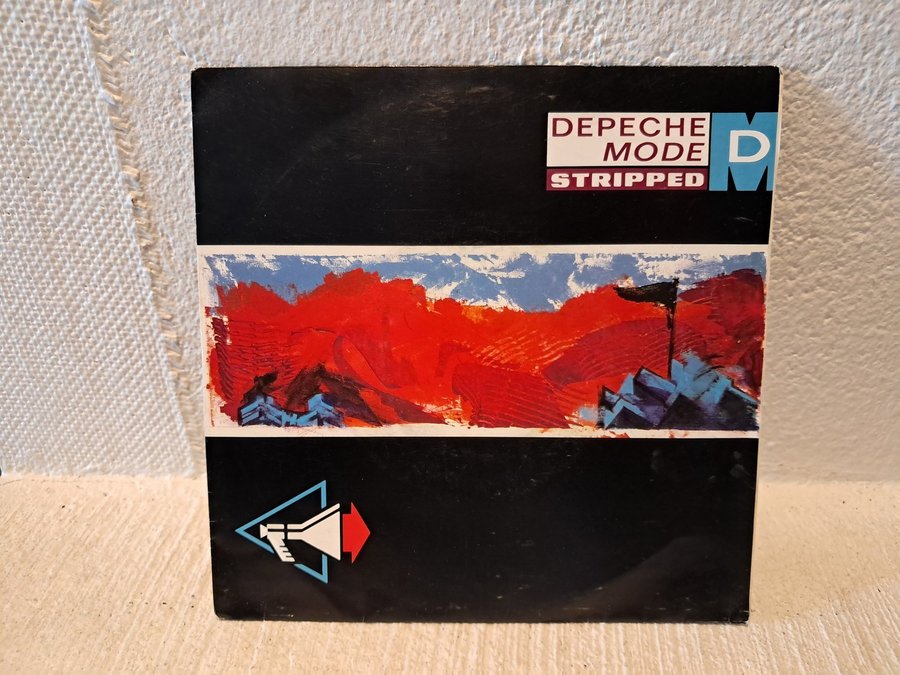 DEPECHE
MODE
STRIPPED
DM